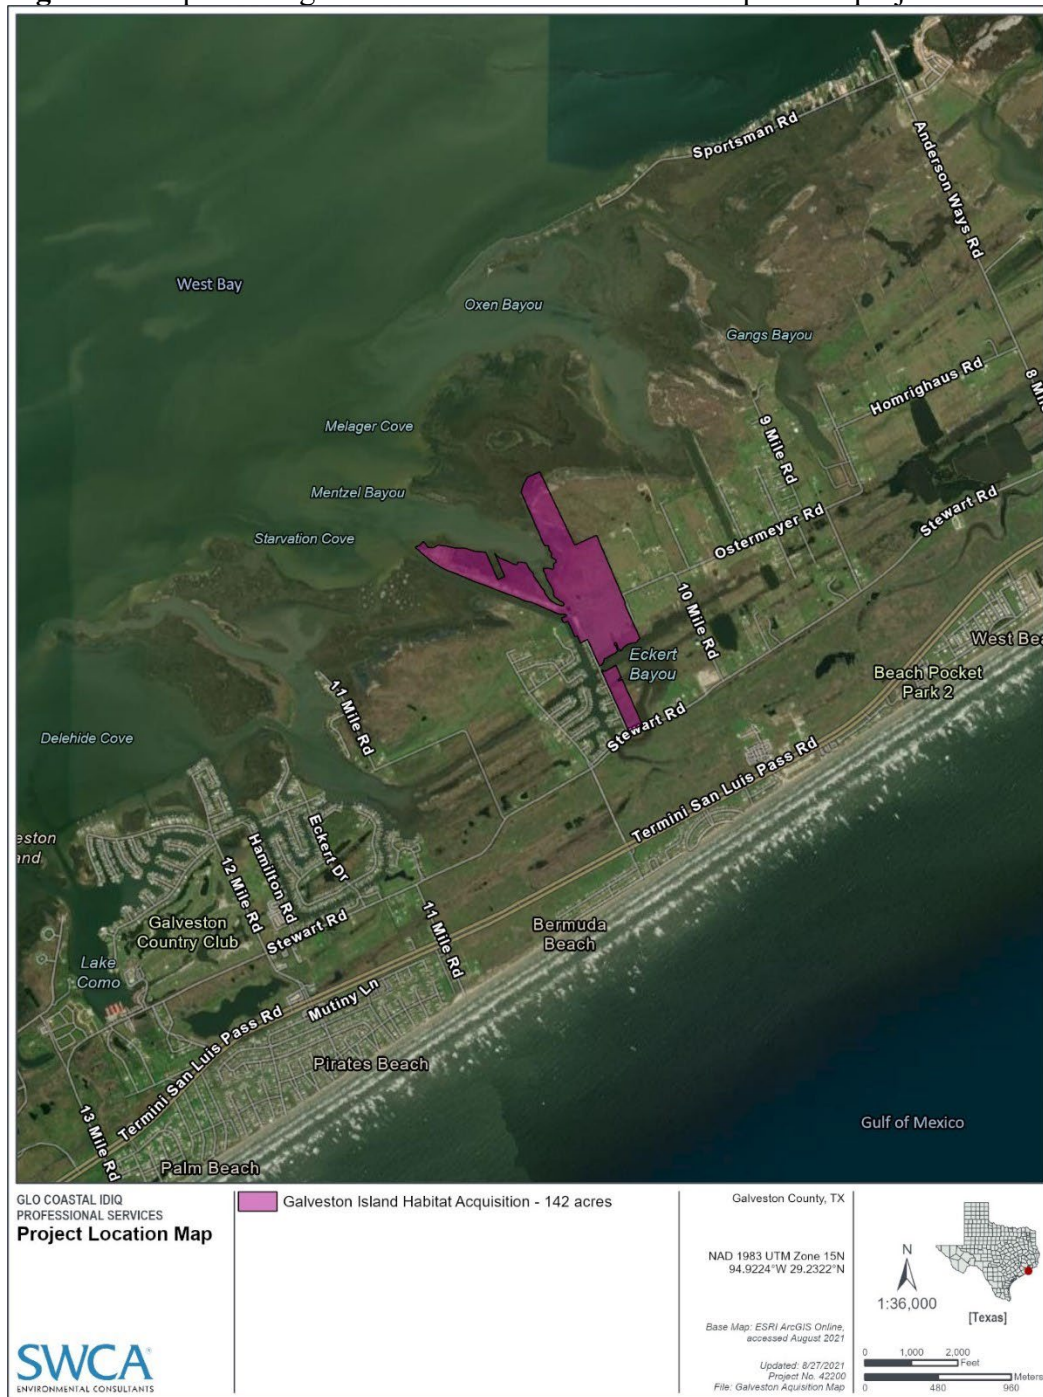 Sportsman Rd
Anderson Ways Rd
West Bay
Oxen Bayou
Gangs Bayou
Homrighaus Rd
8 Mile
Melager Cove
9 Mile Rd
Mentzel Bayou
Stewart Rd
Starvation Cove
Ostermeyer Rd
10 Mile Rd
West Bea
Eckert
Bayou
Beach Pocket
Park 2
11 Mile Rd
Stewart Rd
Delehide Cove
Termini San Luis Pass Rd
eston
and
Eckert Dr
Hamilton Rd
12 Mile Rd
Galveston
Country Club
Stewart Rd
11 Mile Rd
Bermuda
Beach
Lake
Como
Mutiny Ln
Termini San Luis Pass Rd
Pirates Beach
13 Mile Rd
Gulf of Mexico
Palm Beach
GLO COASTAL IDIQ
PROFESSIONAL SERVICES
Project Location Map
SWCA
ENVIRONMENTAL CONSULTANTS
Galveston Island Habitat Acquisition - 142 acres
Galveston County, TX
NAD 1983 UTM Zone 15N
94.9224°W 29.2322°N
Base Map: ESRI ArcGIS Online,
accessed August 2021
Updated: 8/27/2021
Project No. 42200
File: Galveston Aquisition Map
N
1:36,000
[Texas]
0 1,000 2,000
Feet
Meters
0 480 960